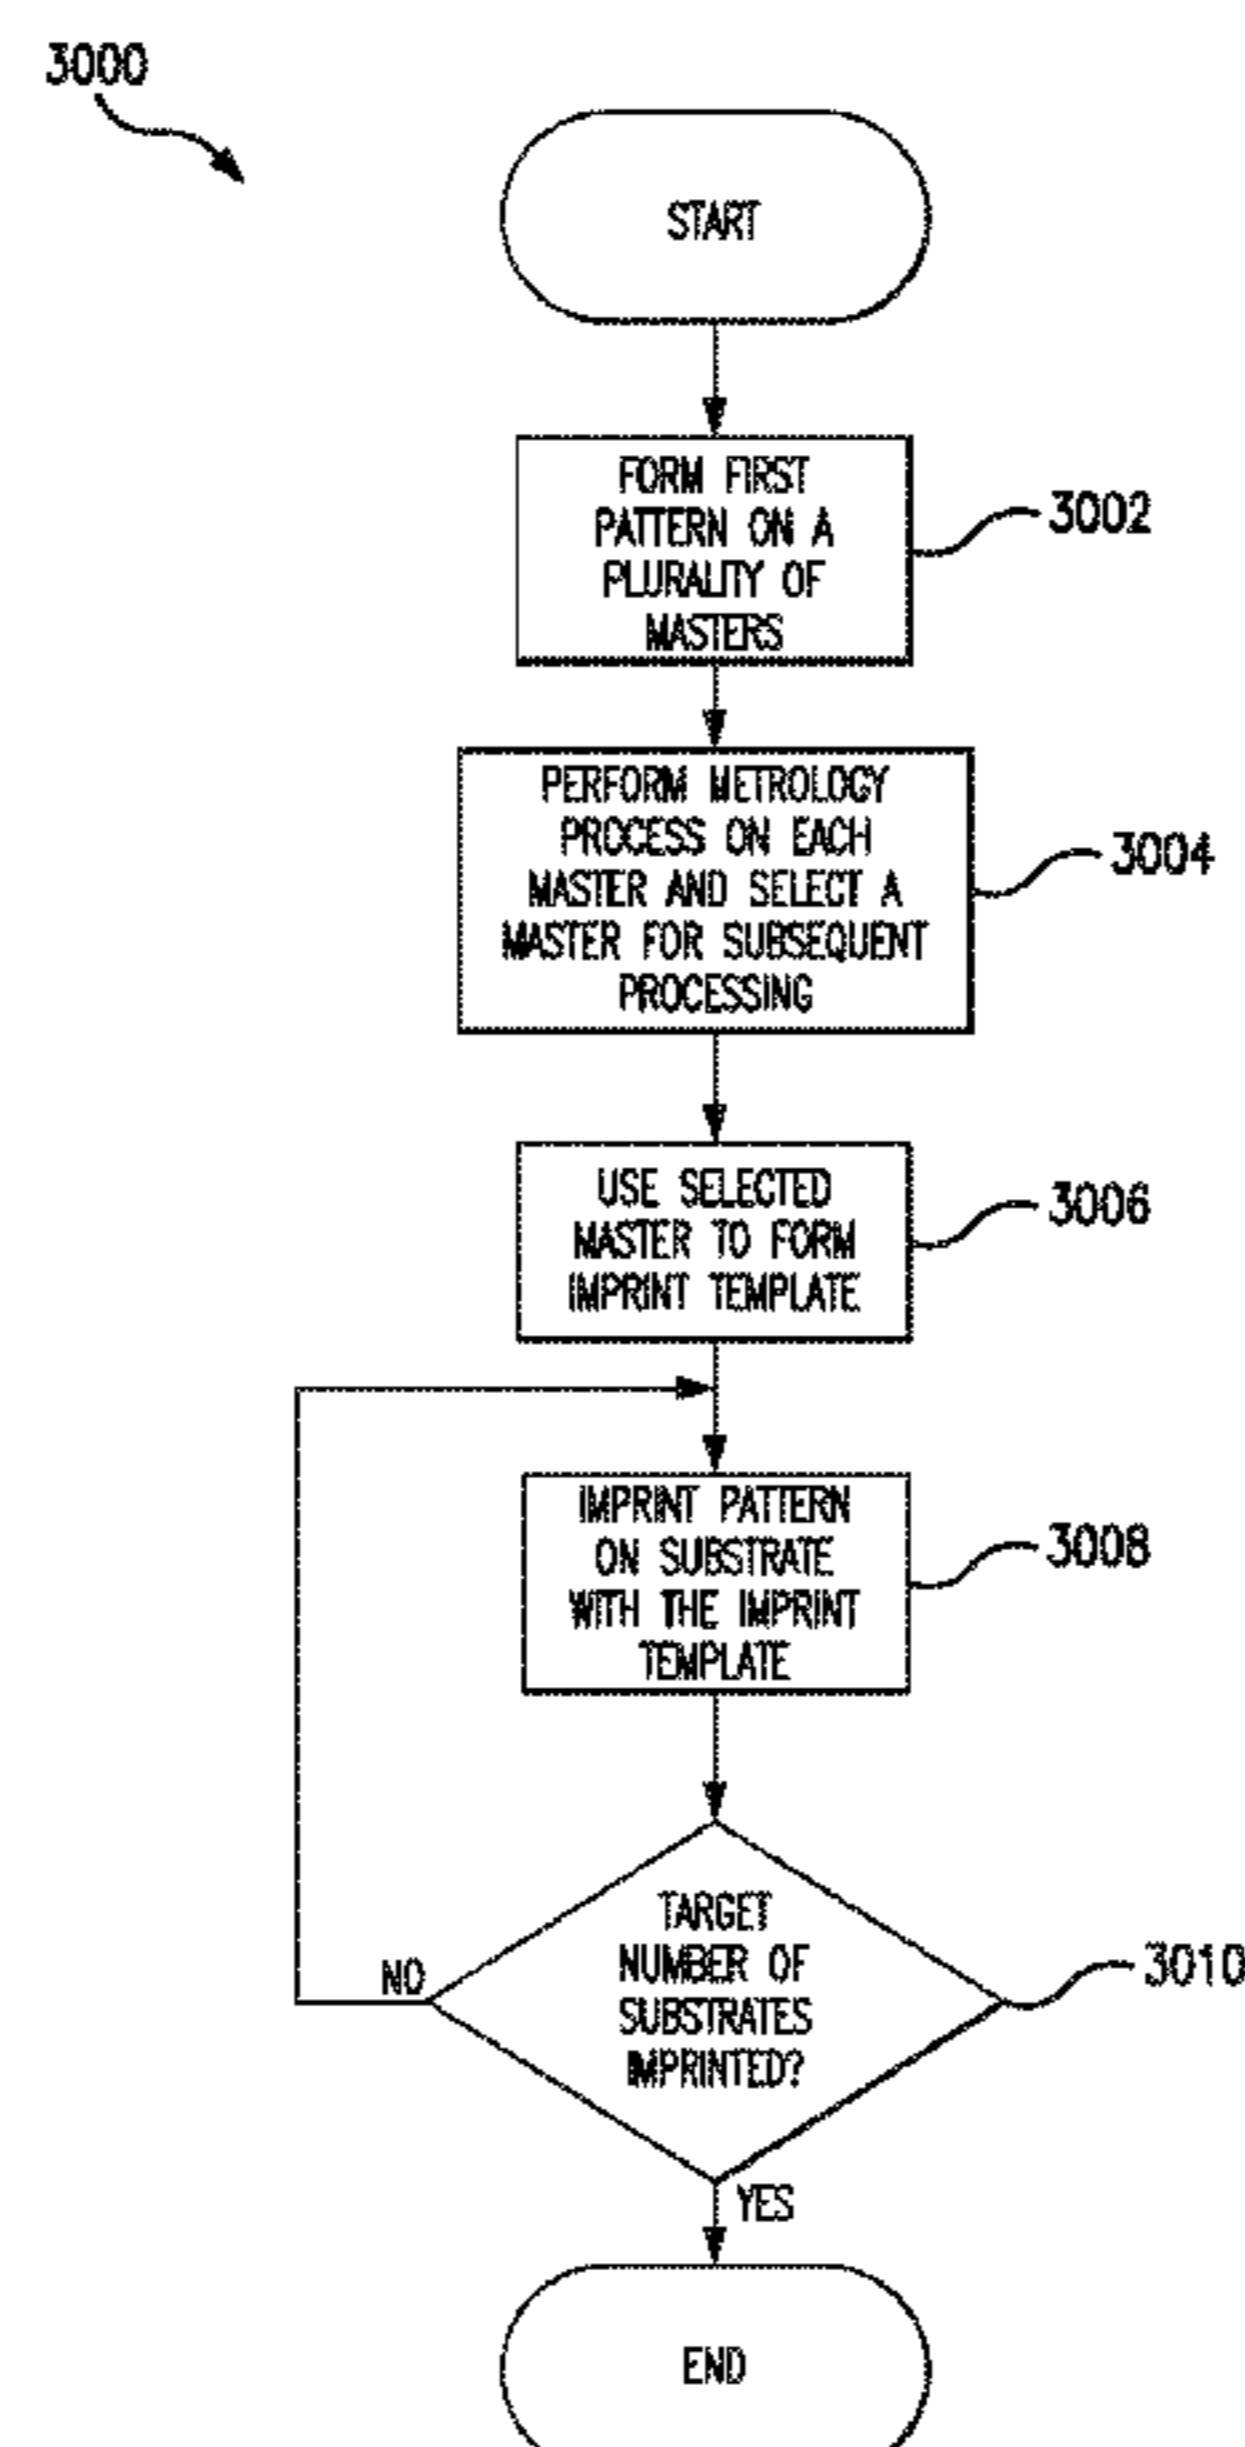 3000
START
FORM FIRST
PATTERN ON A
PLURALITY OF
MASTERS
3002
PERFORM METROLOGY
PROCESS ON EACH
MASTER AND SELECT A
MASTER FOR SUBSEQUENT
PROCESSING
3004
USE SELECTED
MASTER TO FORM
IMPRINT TEMPLATE
3006
IMPRINT PATTERN
ON SUBSTRATE
WITH THE IMPRINT
TEMPLATE
3008
TARGET
NUMBER OF
SUBSTRATES
IMPRINTED?
3010
NO
YES
END